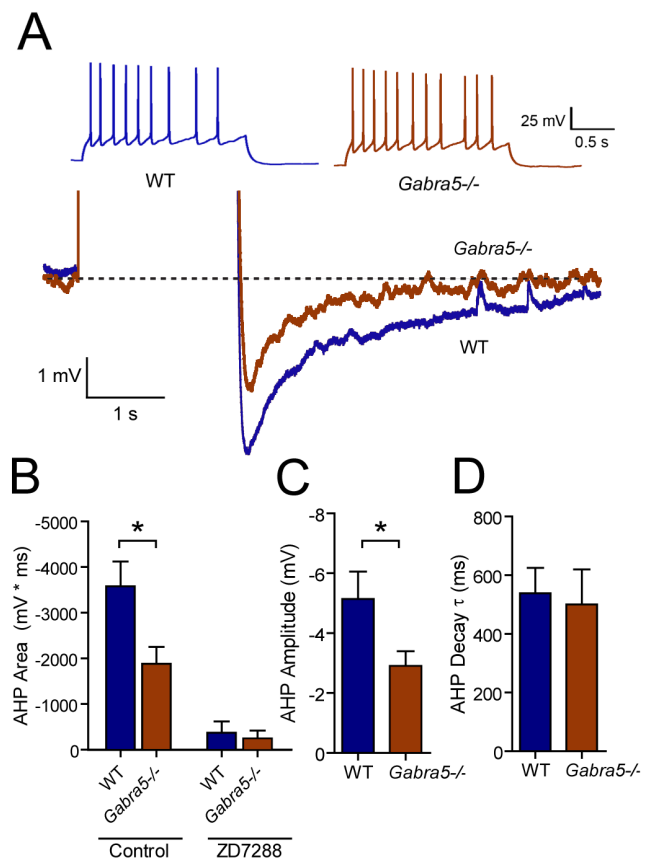 A
WT
Gabra5-/-
25 mV
0.5 s
Gabra5-/-
WT
1 mV
1 s
B
AHP Area (mV * ms)
-5000
-4000
-3000
-2000
-1000
0
*
WT
Gabra5-/-
WT
Gabra5-/-
Control
ZD7288
C
AHP Amplitude (mV)
-8
-6
-4
-2
0
*
WT
Gabra5-/-
D
AHP Decay τ (ms)
800
600
400
200
0
WT
Gabra5-/-